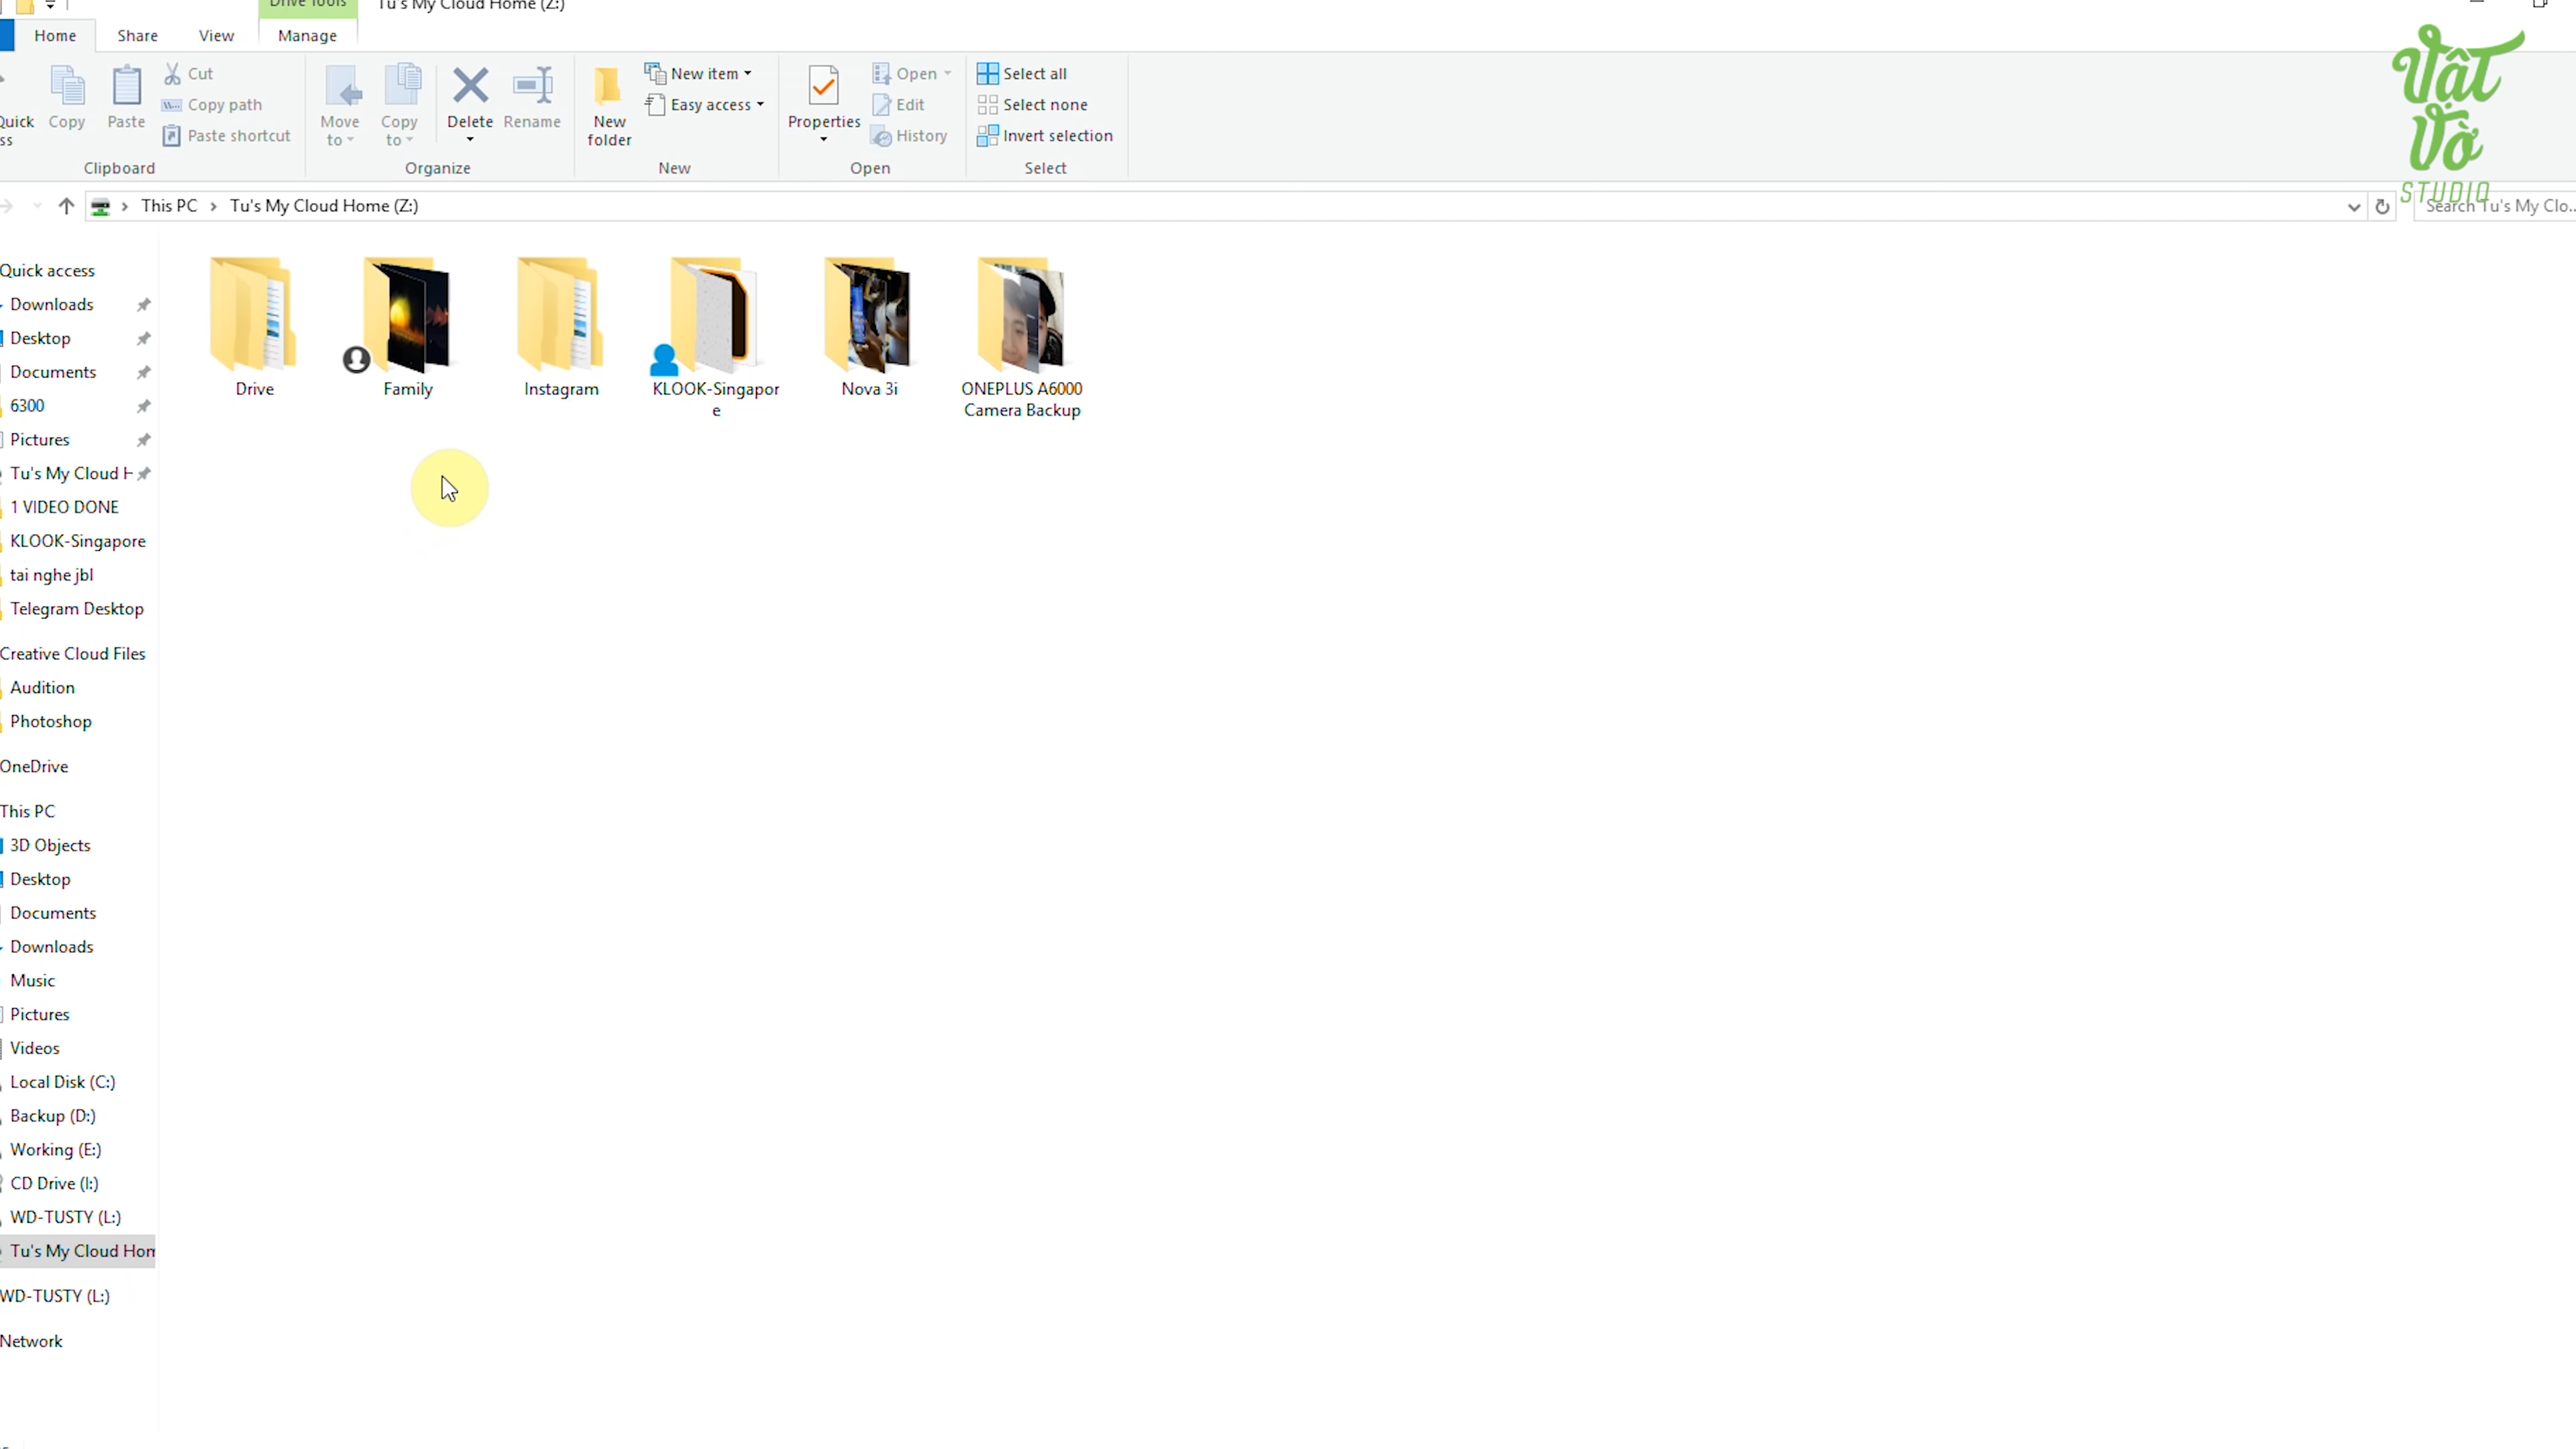 Drive Tools
Tu's My Cloud Home (Z:)
Home
Share
View
Manage
Quick
ss
Copy
Paste
Cut
Copy path
Paste shortcut
Clipboard
Move
to
Copy
to
Delete
Rename
Organize
New
folder
New item
Easy access
New
Properties
Open
Edit
History
Open
Select all
Select none
Invert selection
Select
Vật
Vờ
STUDIO
This PC
Tu's My Cloud Home (Z:)
Search Tu's My Clo...
Quick access
Downloads
Desktop
Documents
6300
Pictures
Tu's My Cloud H
1 VIDEO DONE
KLOOK-Singapore
tai nghe jbl
Telegram Desktop
Creative Cloud Files
Audition
Photoshop
OneDrive
This PC
3D Objects
Desktop
Documents
Downloads
Music
Pictures
Videos
Local Disk (C:)
Backup (D:)
Working (E:)
CD Drive (I:)
WD-TUSTY (L:)
Tu's My Cloud Hom
WD-TUSTY (L:)
Network
Drive
Family
Instagram
KLOOK-Singapor
e
Nova 3i
ONEPLUS A6000
Camera Backup